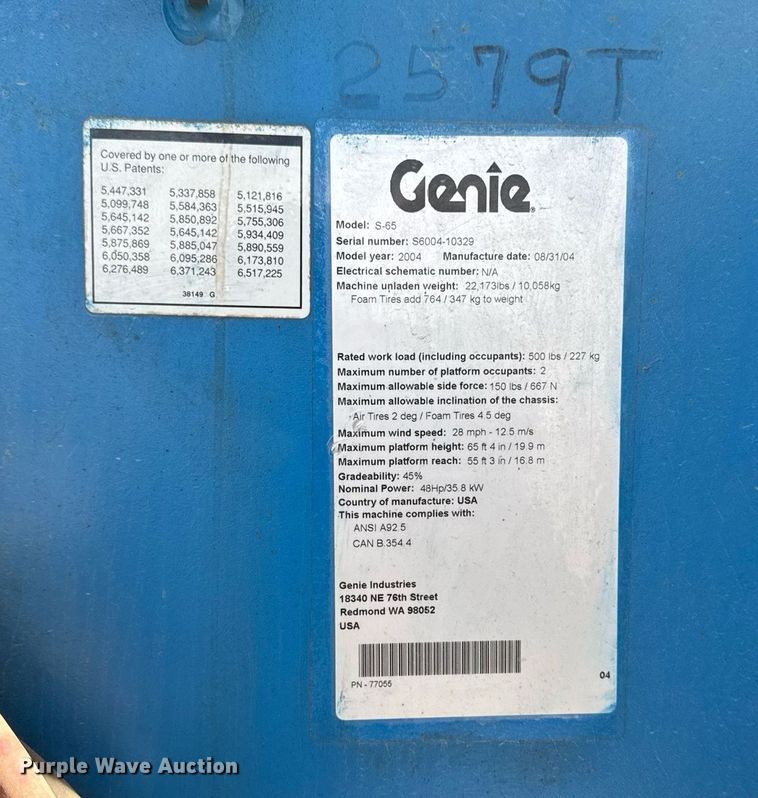 2579T
Covered by one or more of the following
U.S. Patents:
5,447,331 5,337,858 5,121,816
5,099,748 5,584,363 5,515,945
5,645,142 5,850,892 5,755,306
5,667,352 5,645,142 5,934,409
5,875,869 5,885,047 5,890,559
6,050,358 6,095,286 6,173,810
6,276,489 6,371,243 6,517,225
38149 G
Genie
Model: S-65
Serial number: S6004-10329
Model year: 2004 Manufacture date: 08/31/04
Electrical schematic number: N/A
Machine unladen weight: 22,173lbs / 10,058kg
Foam Tires add 764 / 347 kg to weight
Rated work load (including occupants): 500 lbs / 227 kg
Maximum number of platform occupants: 2
Maximum allowable side force: 150 lbs / 667 N
Maximum allowable inclination of the chassis:
Air Tires 2 deg / Foam Tires 4.5 deg
Maximum wind speed: 28 mph - 12.5 m/s
Maximum platform height: 65 ft 4 in / 19.9 m
Maximum platform reach: 55 ft 3 in / 16.8 m
Gradeability: 45%
Nominal Power: 48Hp/35.8 kW
Country of manufacture: USA
This machine complies with:
ANSI A92.5
CAN B.354.4
Genie Industries
18340 NE 76th Street
Redmond WA 98052
USA
PN - 77055
04
Purple Wave Auction